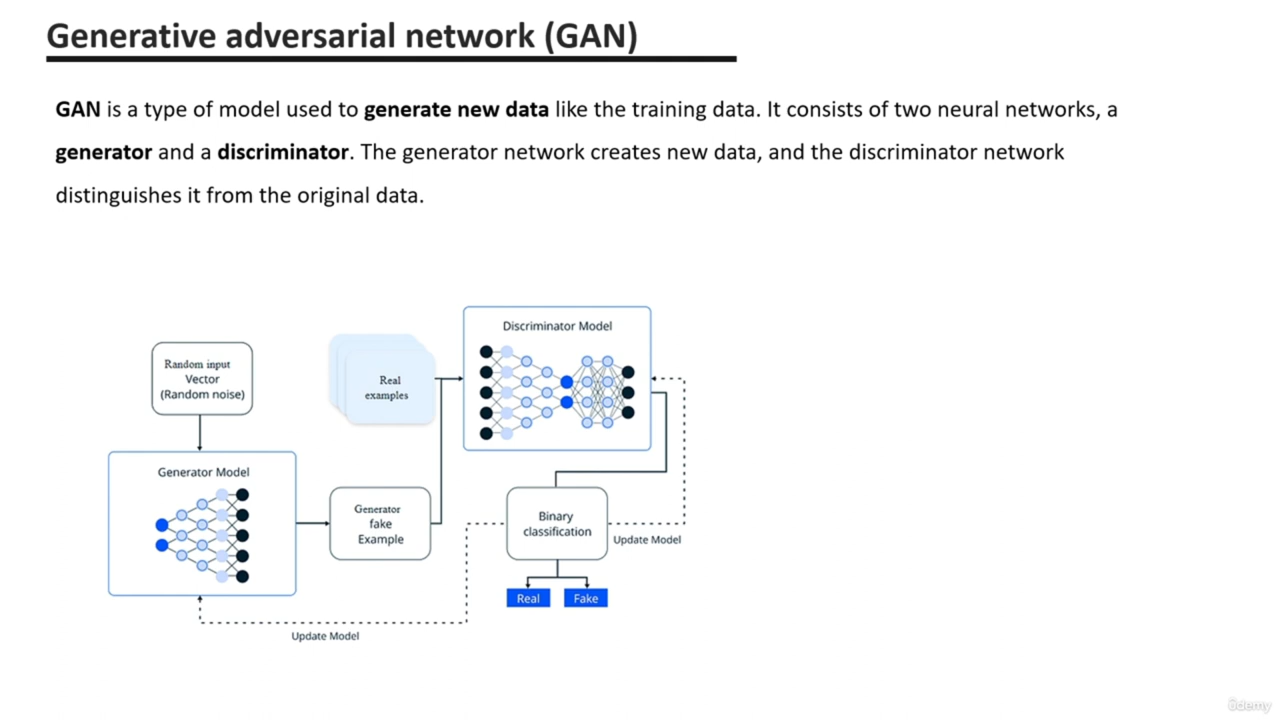 Generative adversarial network (GAN)
GAN is a type of model used to generate new data like the training data. It consists of two neural networks, a
generator and a discriminator. The generator network creates new data, and the discriminator network
distinguishes it from the original data.
Discriminator Model
Random input
Vector
(Random noise)
Real
examples
Generator Model
Generator
fake
Example
Binary
classification
Update Model
Real
Fake
Update Model
ûdemy